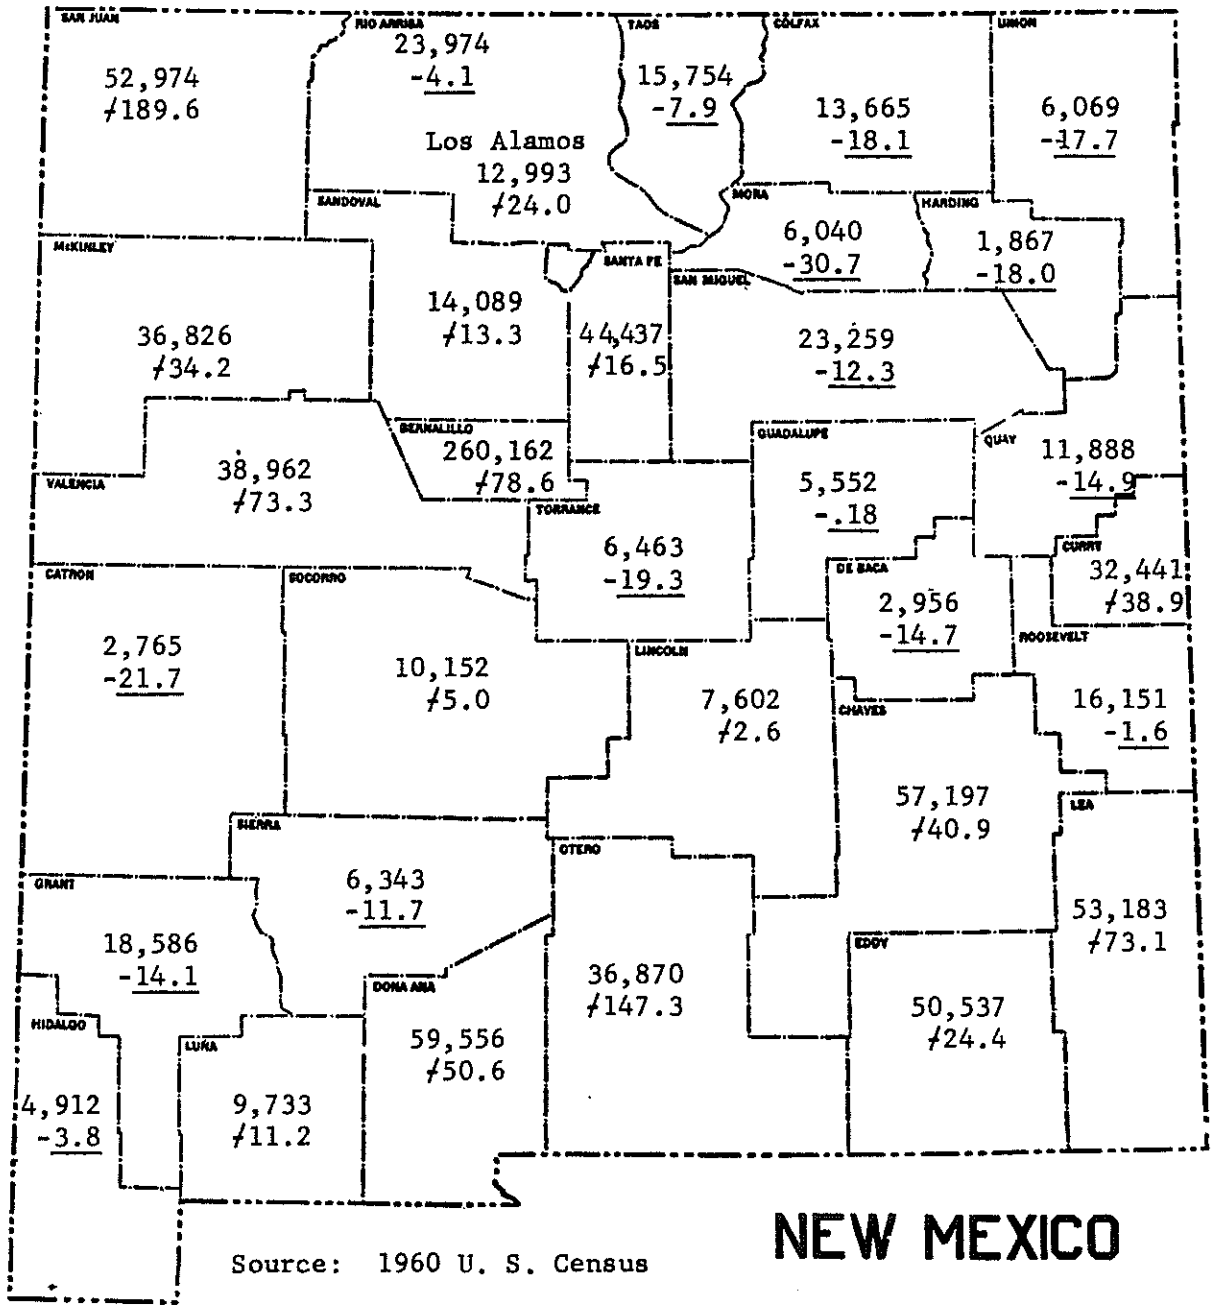 SAN JUAN
52,974
+189.6
RIO ARRIBA
23,974
-4.1
TAOS
15,754
-7.9
COLFAX
13,665
-18.1
UNION
6,069
-17.7
Los Alamos
12,993
+24.0
SANDOVAL
14,089
+13.3
MORA
6,040
-30.7
HARDING
1,867
-18.0
McKINLEY
36,826
+34.2
SANTA FE
44,437
+16.5
SAN MIGUEL
23,259
-12.3
VALENCIA
38,962
+73.3
BERNALILLO
260,162
+78.6
GUADALUPE
5,552
-.18
QUAY
11,888
-14.9
TORRANCE
6,463
-19.3
CURRY
32,441
+38.9
CATRON
2,765
-21.7
SOCORRO
10,152
+5.0
DE BACA
2,956
-14.7
ROOSEVELT
16,151
-1.6
LINCOLN
7,602
+2.6
CHAVES
57,197
+40.9
LEA
53,183
+73.1
SIERRA
6,343
-11.7
OTERO
36,870
+147.3
GRANT
18,586
-14.1
EDDY
50,537
+24.4
DONA ANA
59,556
+50.6
HIDALGO
4,912
-3.8
LUNA
9,733
+11.2
NEW MEXICO
Source: 1960 U. S. Census